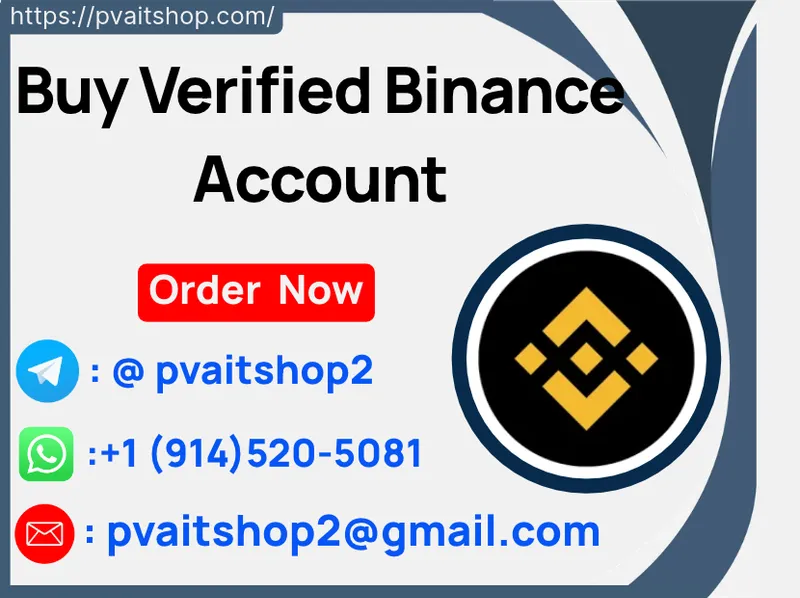 https://pvaitshop.com/
Buy Verified Binance
Account
Order Now
: @ pvaitshop2
:+1 (914)520-5081
: pvaitshop2@gmail.com